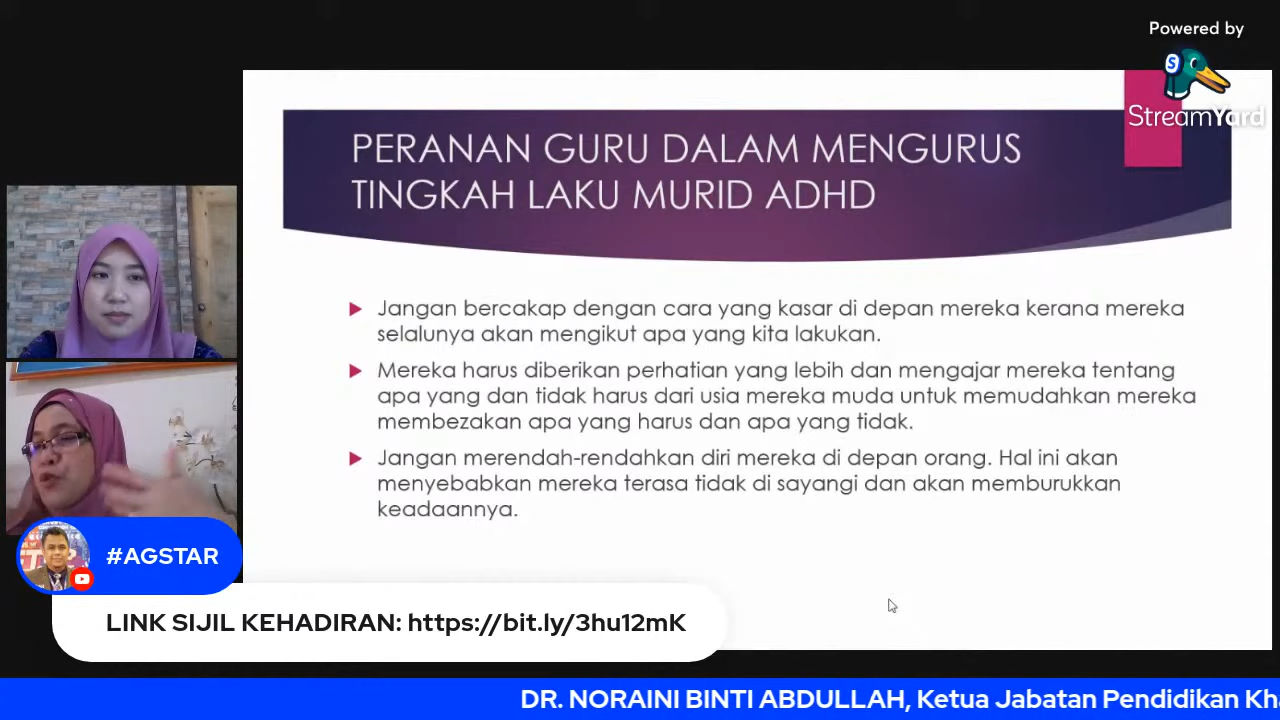 Powered by
S
StreamYard
PERANAN GURU DALAM MENGURUS
TINGKAH LAKU MURID ADHD
Jangan bercakap dengan cara yang kasar di depan mereka kerana mereka
selalunya akan mengikut apa yang kita lakukan.
Mereka harus diberikan perhatian yang lebih dan mengajar mereka tentang
apa yang dan tidak harus dari usia mereka muda untuk memudahkan mereka
membezakan apa yang harus dan apa yang tidak.
Jangan merendah-rendahkan diri mereka di depan orang. Hal ini akan
menyebabkan mereka terasa tidak di sayangi dan akan memburukkan
keadaannya.
#AGSTAR
LINK SIJIL KEHADIRAN: https://bit.ly/3hu12mK
DR. NORAINI BINTI ABDULLAH, Ketua Jabatan Pendidikan Kh